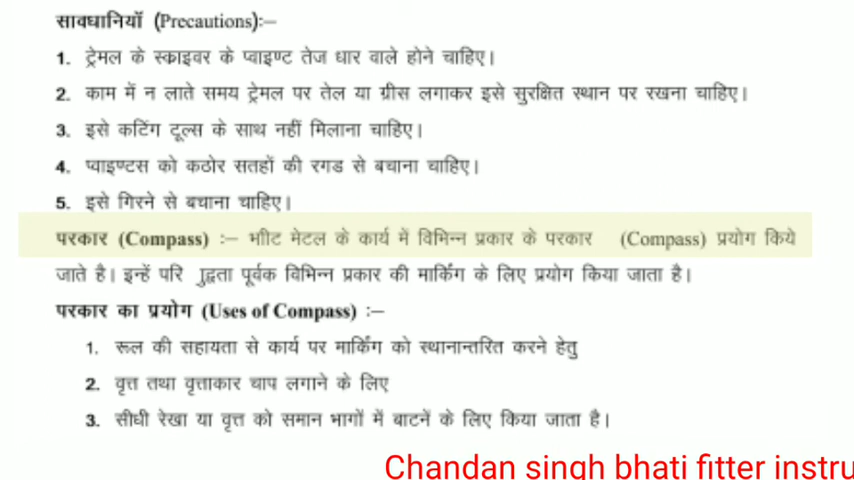 सावधानियाँ (Precautions):–
1. ट्रेमल के स्क्राइवर के प्वाइण्ट तेज धार वाले होने चाहिए।
2. काम में न लाते समय ट्रेमल पर तेल या ग्रीस लगाकर इसे सुरक्षित स्थान पर रखना चाहिए।
3. इसे कटिंग टूल्स के साथ नहीं मिलाना चाहिए।
4. प्वाइण्टस को कठोर सतहों की रगड से बचाना चाहिए।
5. इसे गिरने से बचाना चाहिए।
परकार (Compass) :– भाीट मेटल के कार्य में विभिन्न प्रकार के परकार (Compass) प्रयोग किये
जाते है। इन्हें परि ुद्धता पूर्वक विभिन्न प्रकार की मार्किंग के लिए प्रयोग किया जाता है।
परकार का प्रयोग (Uses of Compass) :–
1. रूल की सहायता से कार्य पर मार्किंग को स्थानान्तरित करने हेतु
2. वृत्त तथा वृत्ताकार चाप लगाने के लिए
3. सीधी रेखा या वृत्त को समान भागों में बाटनें के लिए किया जाता है।
Chandan singh bhati fitter instru